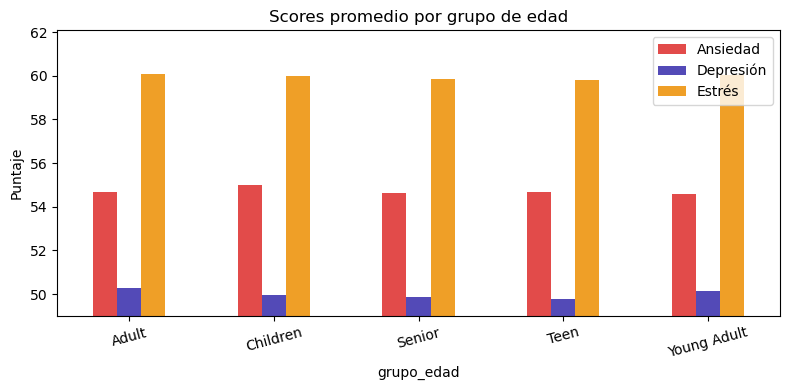 Scores promedio por grupo de edad
62
60
58
56
54
52
50
Puntaje
Ansiedad
Depresión
Estrés
Adult
Children
Senior
Teen
Young Adult
grupo_edad